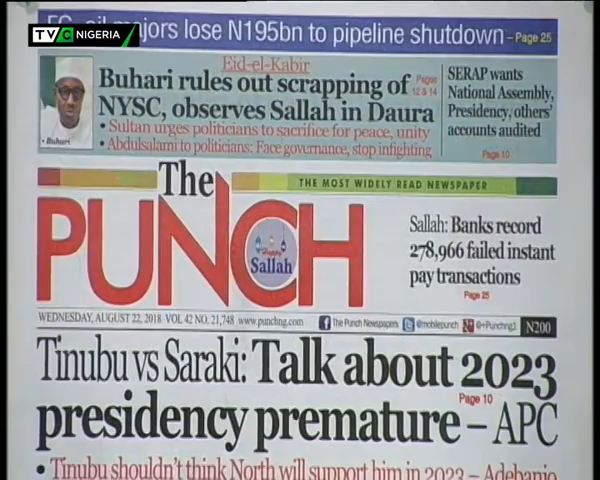 TVC NIGERIA
FG, oil majors lose N195bn to pipeline shutdown – Page 25
Eid-el-Kabir
Buhari rules out scrapping of
NYSC, observes Sallah in Daura
Pages
12 & 14
• Sultan urges politicians to sacrifice for peace, unity
• Abdulsalami to politicians: Face governance, stop infighting
• Buhari
SERAP wants
National Assembly,
Presidency, others'
accounts audited
Page 10
The
PUNCH
THE MOST WIDELY READ NEWSPAPER
Happy
Sallah
Sallah: Banks record
278,966 failed instant
pay transactions
Page 25
WEDNESDAY, AUGUST 22, 2018 VOL 42 NO. 21,748 www.punchng.com
The Punch Newspapers @mobilepunch @+Punchng1 N200
Tinubu vs Saraki: Talk about 2023
presidency premature – APC
Page 10
• Tinubu shouldn't think North will support him in 2023 – Adebanjo